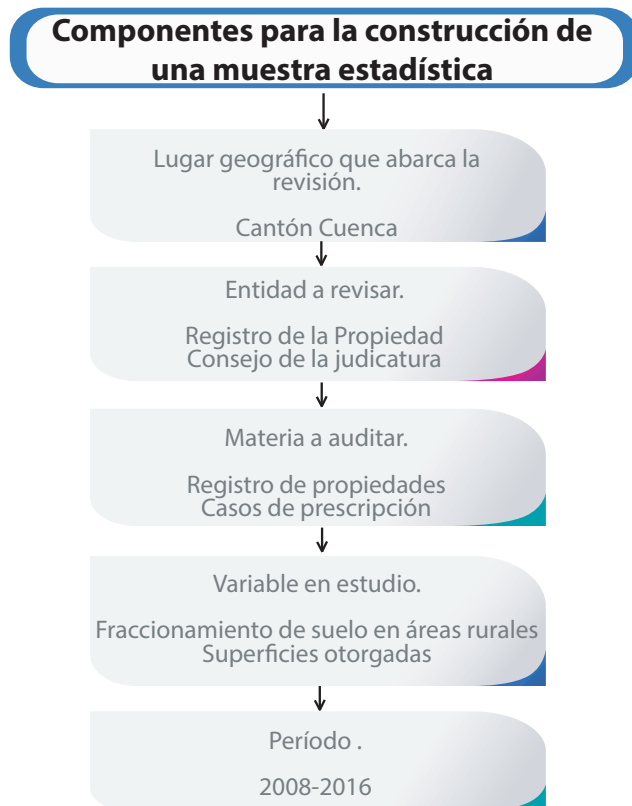 Componentes para la construcción de
una muestra estadística
Lugar geográfico que abarca la
revisión.
Cantón Cuenca
Entidad a revisar.
Registro de la Propiedad
Consejo de la judicatura
Materia a auditar.
Registro de propiedades
Casos de prescripción
Variable en estudio.
Fraccionamiento de suelo en áreas rurales
Superficies otorgadas
Período .
2008-2016